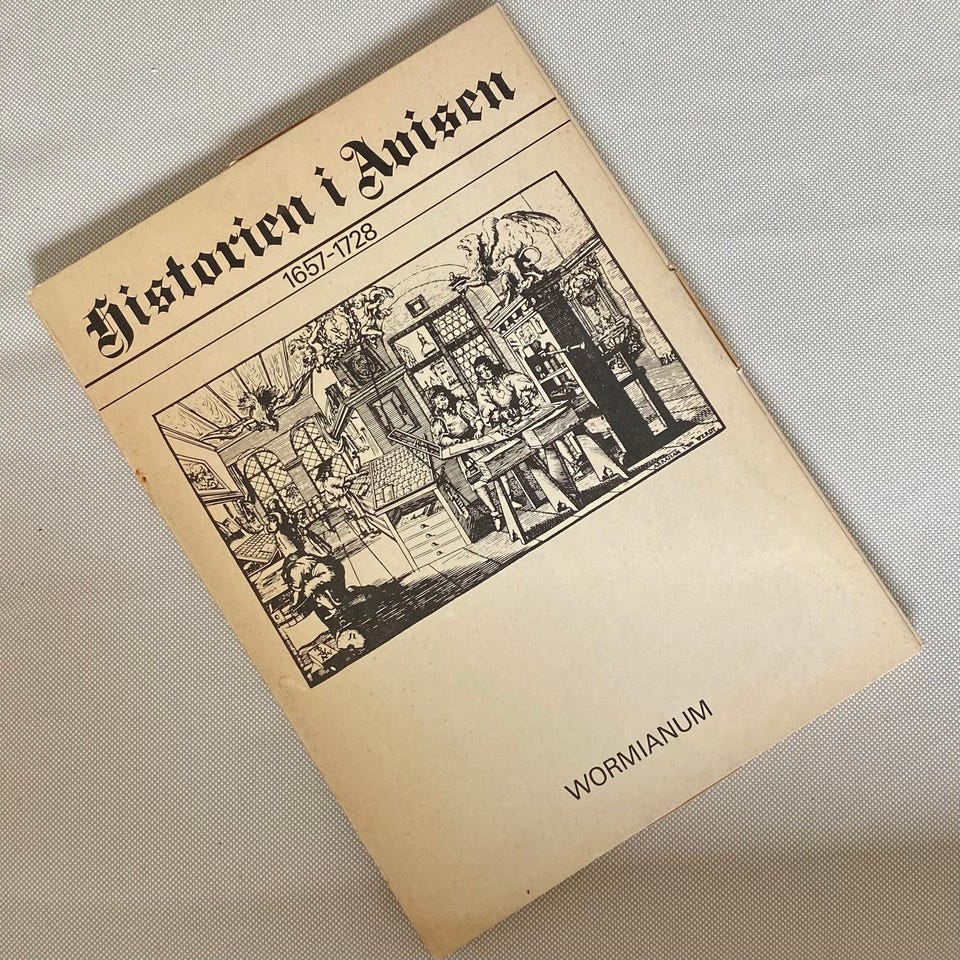 Historien i Avisen
1657-1728
WORMIANUM